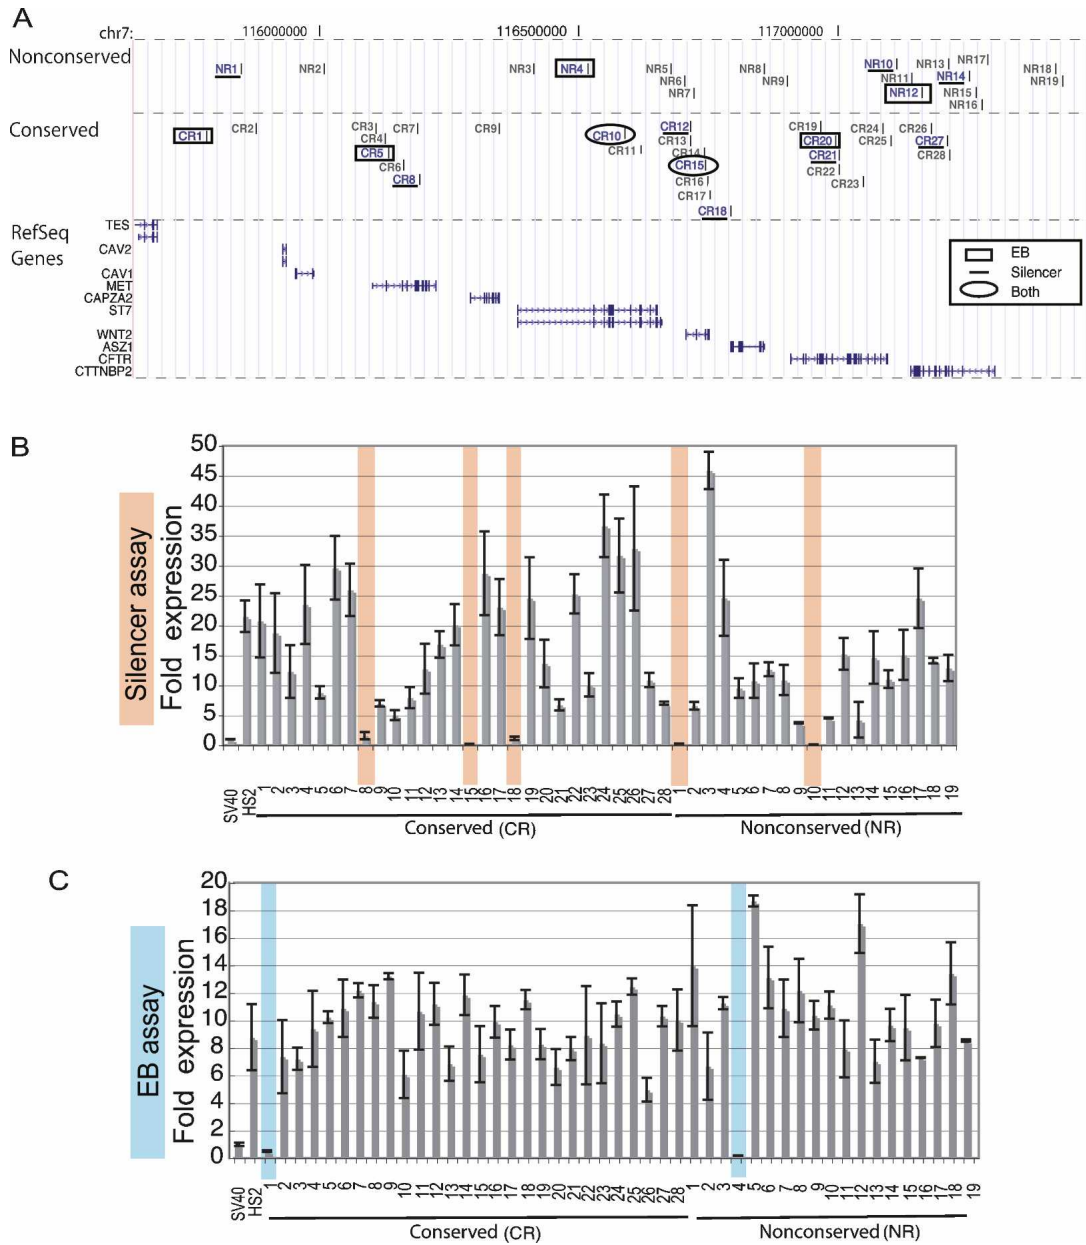 A
chr7: 116000000 116500000 117000000
Nonconserved
NR1 NR2 NR3 NR4 NR5 NR8 NR10 NR13 NR17 NR18
NR6 NR9 NR11 NR14 NR19
NR7 NR12 NR15
NR16
Conserved
CR1 CR2 CR3 CR7 CR9 CR10 CR12 CR19 CR24 CR26
CR4 CR11 CR13 CR20 CR25 CR27
CR5 CR14 CR21 CR28
CR6 CR15 CR22
CR8 CR16 CR23
CR17
CR18
RefSeq
Genes
TES
CAV2
CAV1
MET
CAPZA2
ST7
WNT2
ASZ1
CFTR
CTTNBP2
EB
Silencer
Both
B
Silencer assay
Fold expression
50
45
40
35
30
25
20
15
10
5
0
SV40 HS2 1 2 3 4 5 6 7 8 9 10 11 12 13 14 15 16 17 18 19 20 21 22 23 24 25 26 27 28 1 2 3 4 5 6 7 8 9 10 11 12 13 14 15 16 17 18 19
Conserved (CR) Nonconserved (NR)
C
EB assay
Fold expression
20
18
16
14
12
10
8
6
4
2
0
SV40 HS2 1 2 3 4 5 6 7 8 9 10 11 12 13 14 15 16 17 18 19 20 21 22 23 24 25 26 27 28 1 2 3 4 5 6 7 8 9 10 11 12 13 14 15 16 17 18 19
Conserved (CR) Nonconserved (NR)